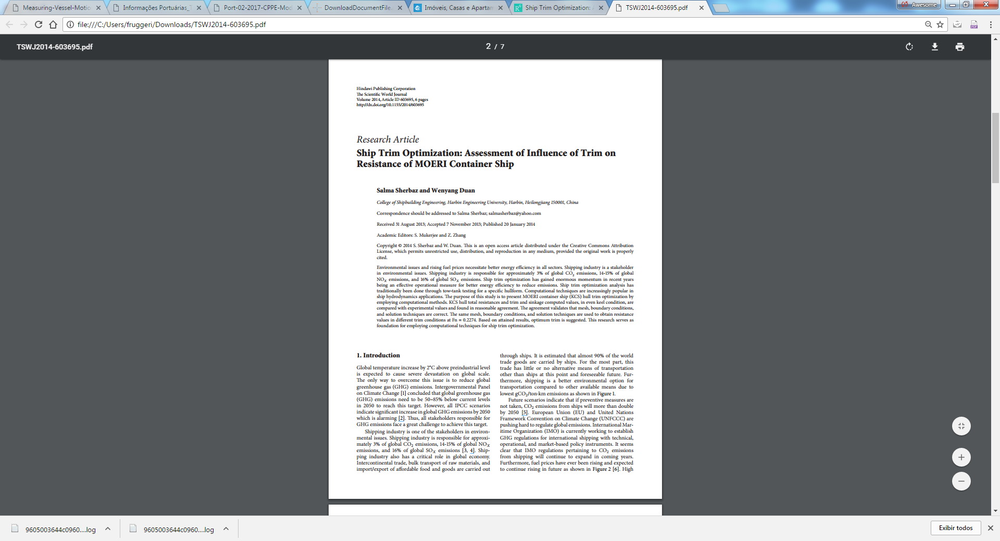 Measuring-Vessel-Motio
Informações Portuárias_T
Port-02-2017-CPPE-Mod
DownloadDocumentFile.
Imóveis, Casas e Apartam
Ship Trim Optimization: A
TSWJ2014-603695.pdf
Awesome
file:///C:/Users/fruggeri/Downloads/TSWJ2014-603695.pdf
TSWJ2014-603695.pdf
2 / 7
Hindawi Publishing Corporation
The Scientific World Journal
Volume 2014, Article ID 603695, 6 pages
http://dx.doi.org/10.1155/2014/603695
Research Article
Ship Trim Optimization: Assessment of Influence of Trim on
Resistance of MOERI Container Ship
Salma Sherbaz and Wenyang Duan
College of Shipbuilding Engineering, Harbin Engineering University, Harbin, Heilongjiang 150001, China
Correspondence should be addressed to Salma Sherbaz; salmasherbaz@yahoo.com
Received 31 August 2013; Accepted 7 November 2013; Published 20 January 2014
Academic Editors: S. Mukerjee and Z. Zhang
Copyright © 2014 S. Sherbaz and W. Duan. This is an open access article distributed under the Creative Commons Attribution
License, which permits unrestricted use, distribution, and reproduction in any medium, provided the original work is properly
cited.
Environmental issues and rising fuel prices necessitate better energy efficiency in all sectors. Shipping industry is a stakeholder
in environmental issues. Shipping industry is responsible for approximately 3% of global CO2 emissions, 14-15% of global
NOX emissions, and 16% of global SOX emissions. Ship trim optimization has gained enormous momentum in recent years
being an effective operational measure for better energy efficiency to reduce emissions. Ship trim optimization analysis has
traditionally been done through tow-tank testing for a specific hullform. Computational techniques are increasingly popular in
ship hydrodynamics applications. The purpose of this study is to present MOERI container ship (KCS) hull trim optimization by
employing computational methods. KCS hull total resistances and trim and sinkage computed values, in even keel condition, are
compared with experimental values and found in reasonable agreement. The agreement validates that mesh, boundary conditions,
and solution techniques are correct. The same mesh, boundary conditions, and solution techniques are used to obtain resistance
values in different trim conditions at Fn = 0.2274. Based on attained results, optimum trim is suggested. This research serves as
foundation for employing computational techniques for ship trim optimization.
1. Introduction
Global temperature increase by 2°C above preindustrial level
is expected to cause severe devastation on global scale.
The only way to overcome this issue is to reduce global
greenhouse gas (GHG) emissions. Intergovernmental Panel
on Climate Change [1] concluded that global greenhouse gas
(GHG) emissions need to be 50–85% below current levels
in 2050 to reach this target. However, all IPCC scenarios
indicate significant increase in global GHG emissions by 2050
which is alarming [2]. Thus, all stakeholders responsible for
GHG emissions face a great challenge to achieve this target.
Shipping industry is one of the stakeholders in environ-
mental issues. Shipping industry is responsible for approxi-
mately 3% of global CO2 emissions, 14-15% of global NOX
emissions, and 16% of global SOX emissions [3, 4]. Ship-
ping industry also has a critical role in global economy.
Intercontinental trade, bulk transport of raw materials, and
import/export of affordable food and goods are carried out
through ships. It is estimated that almost 90% of the world
trade goods are carried by ships. For the most part, this
trade has little or no alternative means of transportation
other than ships at this point and foreseeable future. Fur-
thermore, shipping is a better environmental option for
transportation compared to other available means due to
lowest gCO2/ton·km emissions as shown in Figure 1.
Future scenarios indicate that if preventive measures are
not taken, CO2 emissions from ships will more than double
by 2050 [5]. European Union (EU) and United Nations
Framework Convention on Climate Change (UNFCCC) are
pushing hard to regulate global emissions. International Mar-
itime Organization (IMO) is currently working to establish
GHG regulations for international shipping with technical,
operational, and market-based policy instruments. It seems
clear that IMO regulations pertaining to CO2 emissions
from shipping will continue to expand in coming years.
Furthermore, fuel prices have ever been rising and expected
to continue rising in future as shown in Figure 2 [6]. High
9605003644c0960....log
9605003644c0960....log
Exibir todos